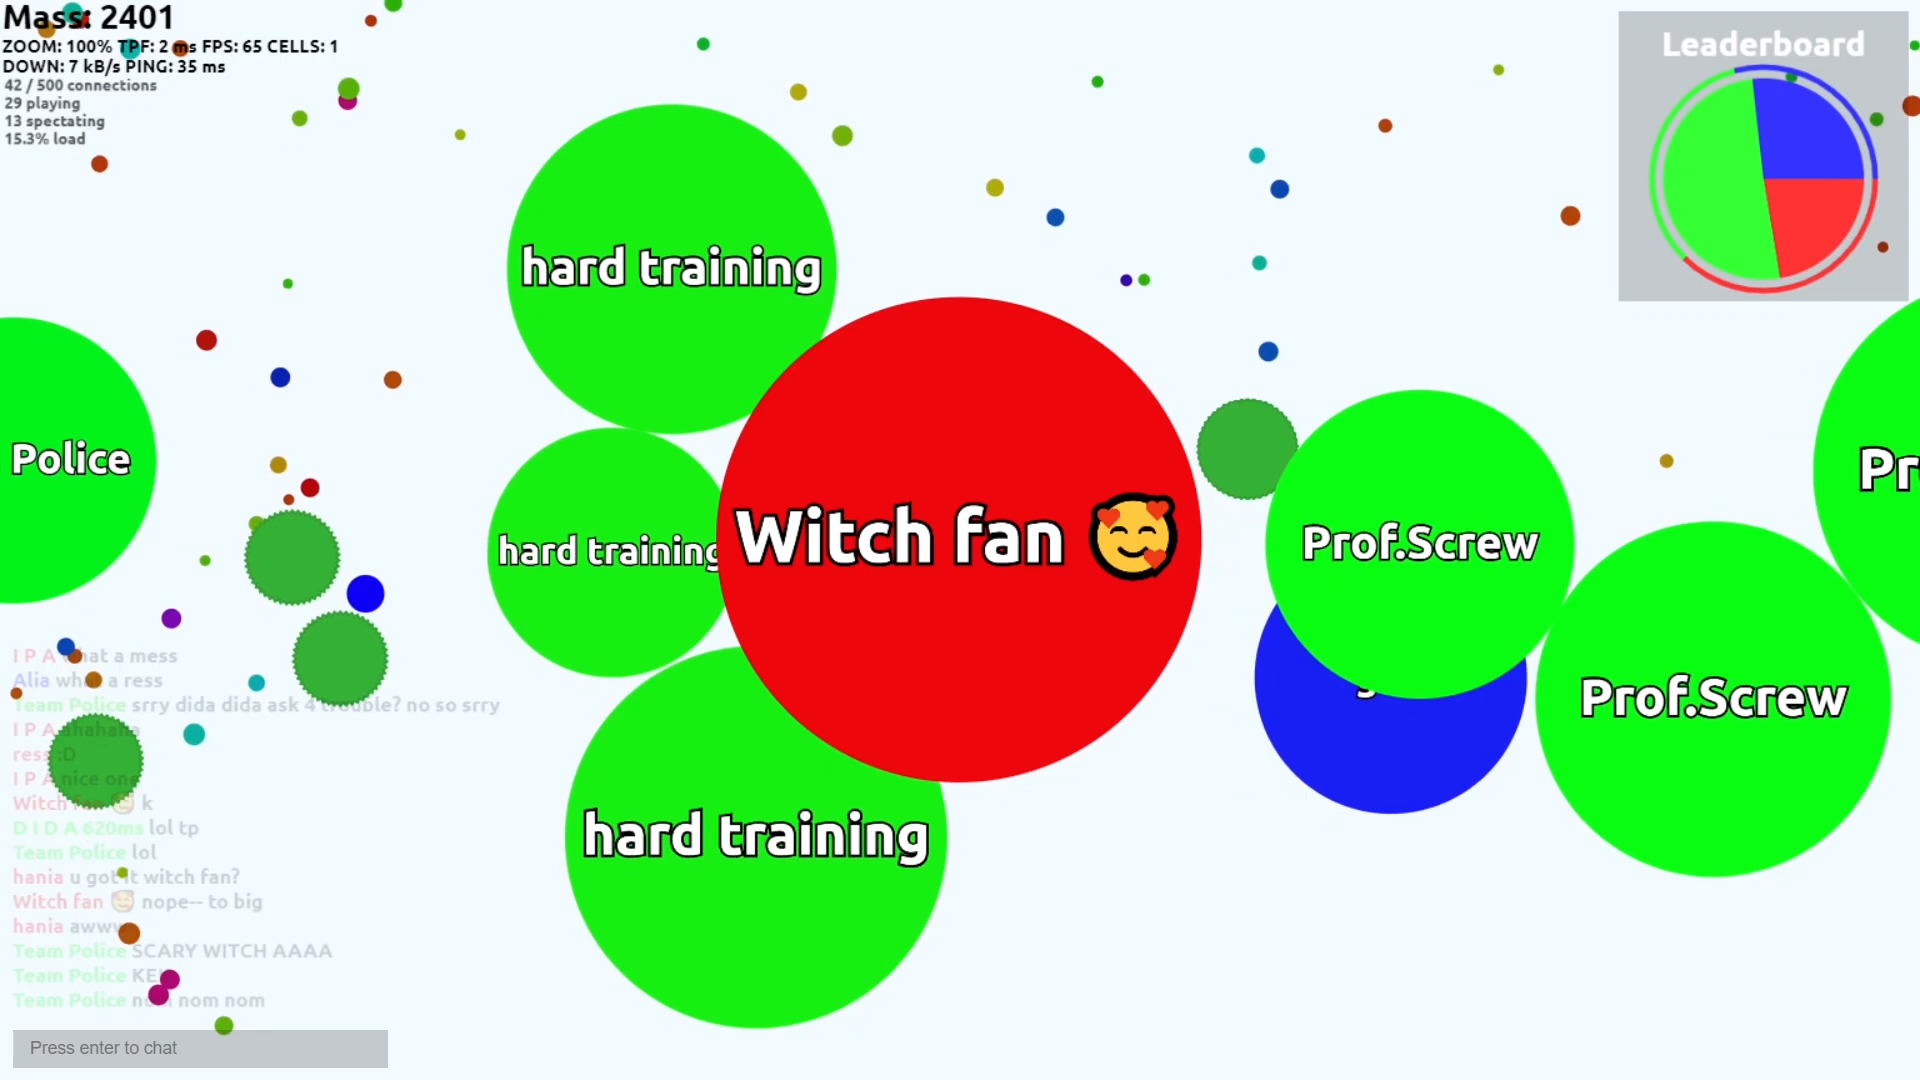 Mass: 2401
ZOOM: 100% TPF: 2 ms FPS: 65 CELLS: 1
DOWN: 7 kB/s PING: 35 ms
42 / 500 connections
29 playing
13 spectating
15.3% load
Leaderboard
hard training
Police
Pr
hard training
Witch fan 🥰
Prof.Screw
Prof.Screw
hard training
I P A what a mess
Alia what a ress
Team Police srry dida dida ask 4 trouble? no so srry
I P A ahahaha
ress :D
I P A nice one
Witch fan 🥰 k
D I D A 620ms lol tp
Team Police lol
hania u got it witch fan?
Witch fan 🥰 nope-- to big
hania awww
Team Police SCARY WITCH AAAA
Team Police
Team Police nom nom nom
Press enter to chat